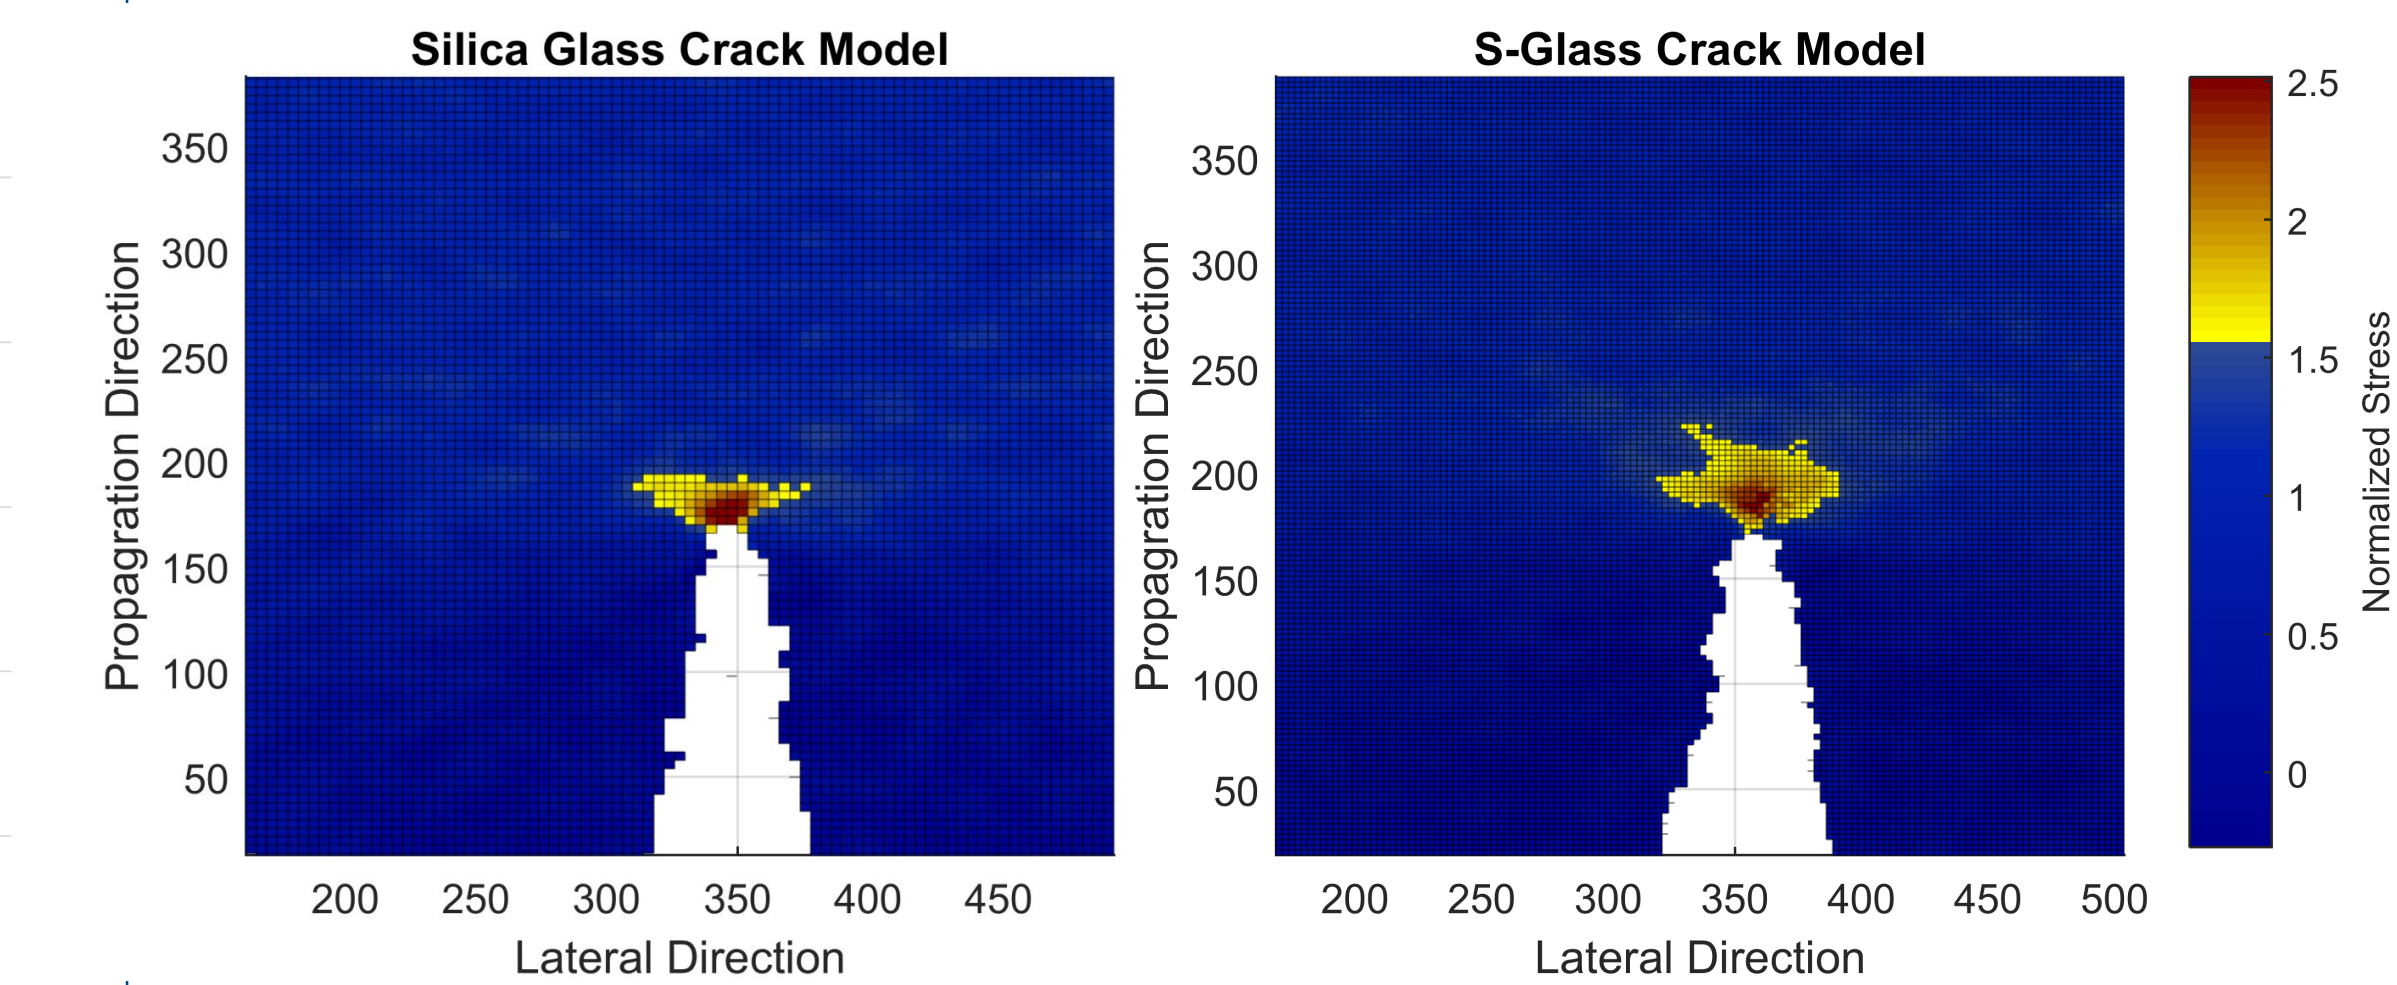 Silica Glass Crack Model
Propagration Direction
350
300
250
200
150
100
50
200 250 300 350 400 450
Lateral Direction
S-Glass Crack Model
Propagration Direction
350
300
250
200
150
100
50
200 250 300 350 400 450 500
Lateral Direction
2.5
2
1.5
1
0.5
0
Normalized Stress